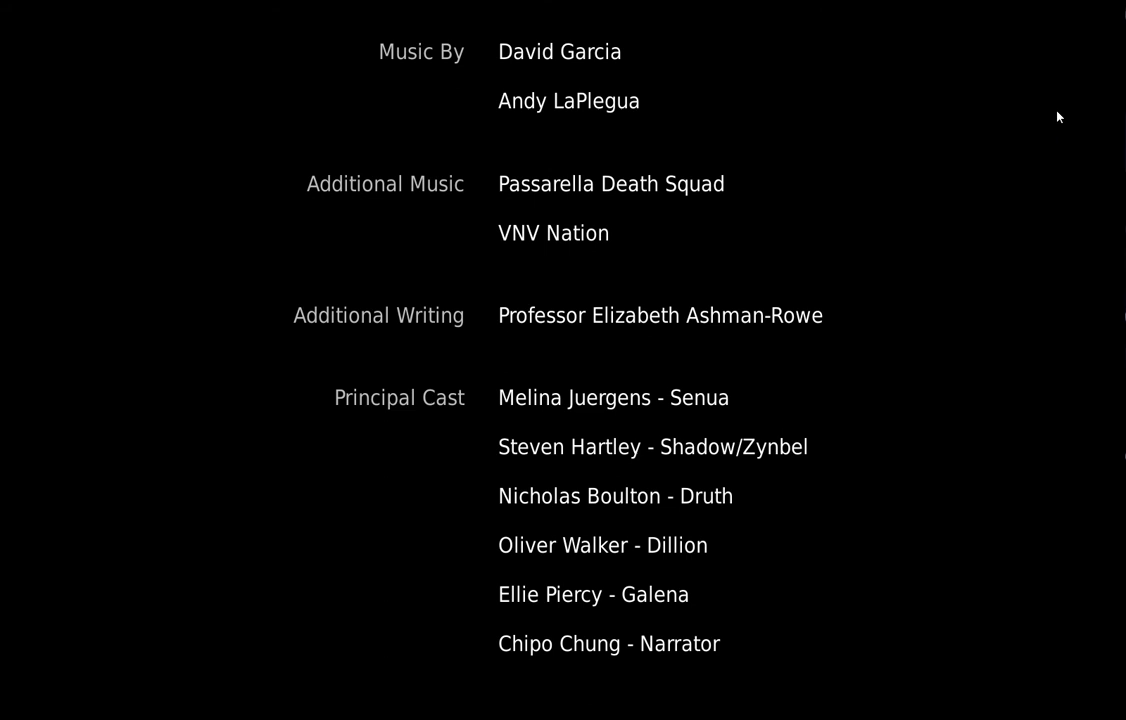 Music By David Garcia
Andy LaPlegua
Additional Music Passarella Death Squad
VNV Nation
Additional Writing Professor Elizabeth Ashman-Rowe
Principal Cast Melina Juergens - Senua
Steven Hartley - Shadow/Zynbel
Nicholas Boulton - Druth
Oliver Walker - Dillion
Ellie Piercy - Galena
Chipo Chung - Narrator